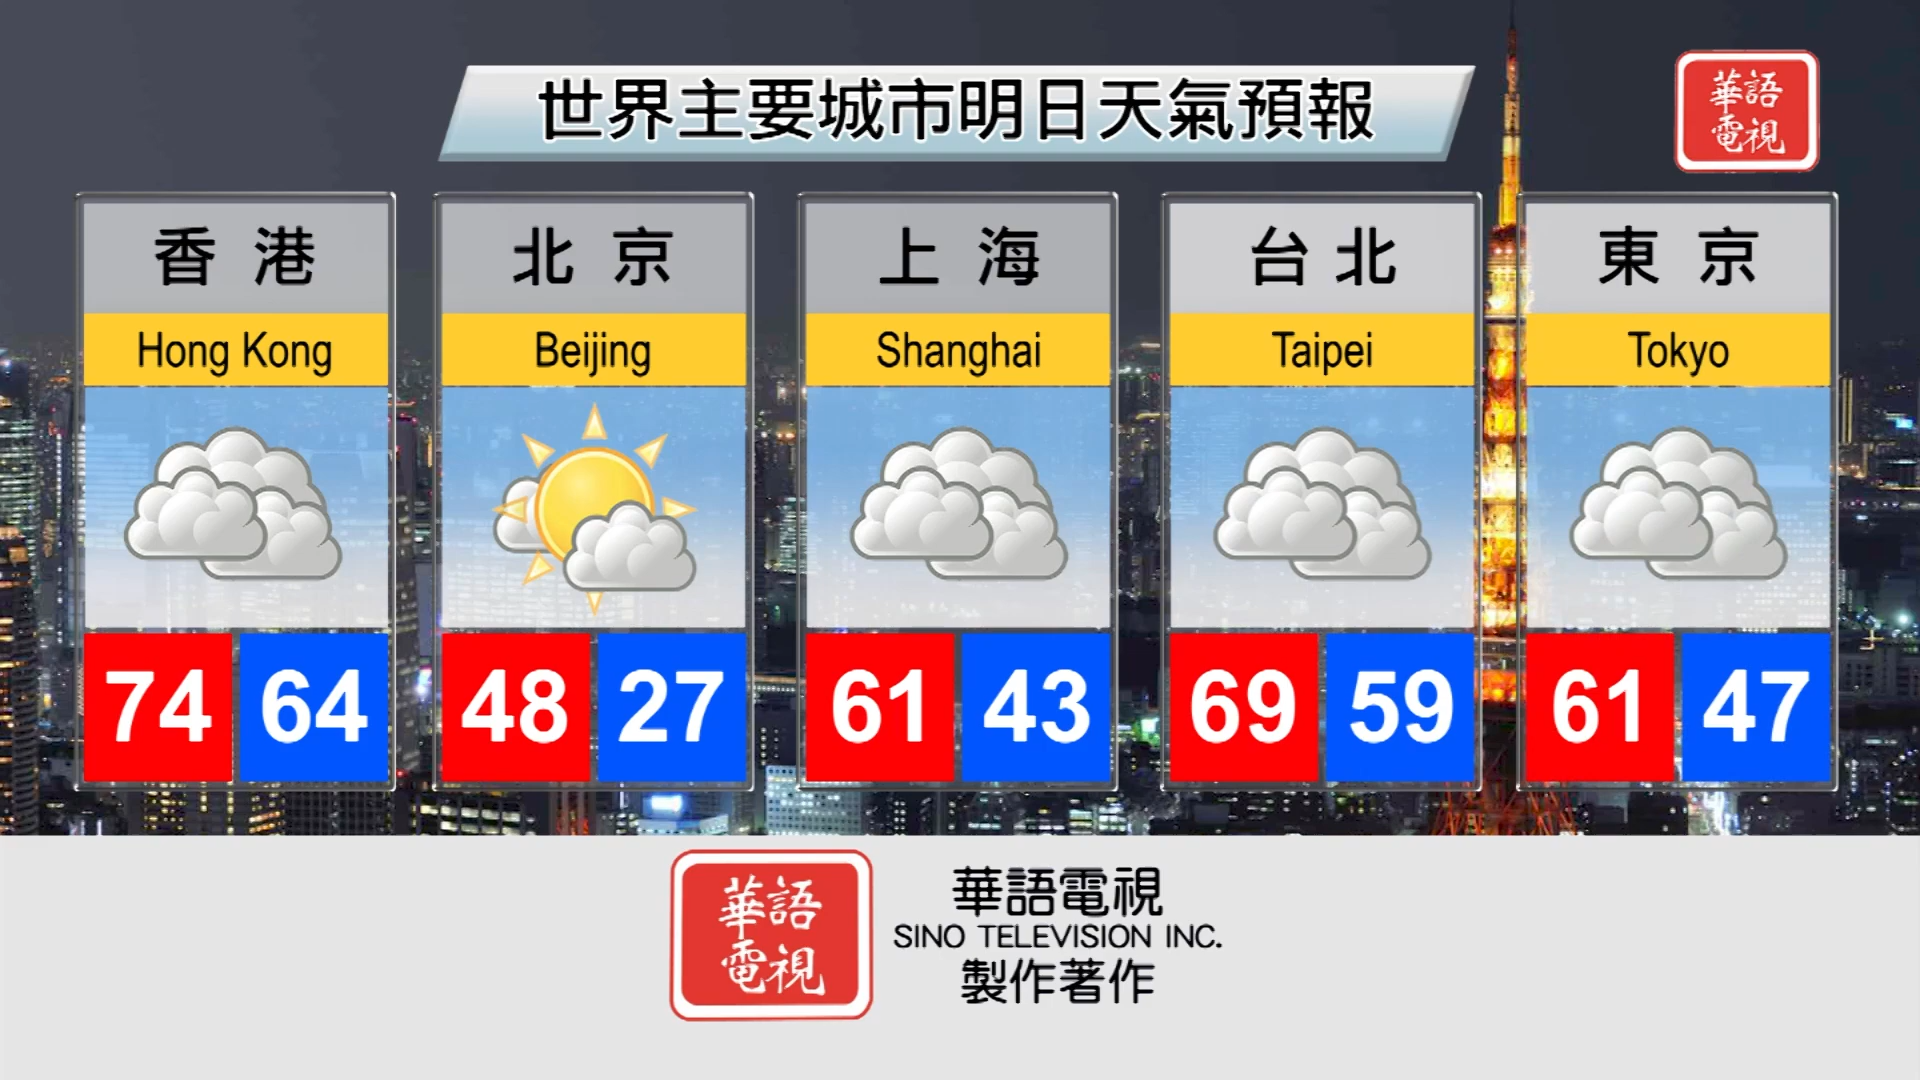 世界主要城市明日天氣預報
華語
電視
香港
北京
上海
台北
東京
Hong Kong
Beijing
Shanghai
Taipei
Tokyo
74 64
48 27
61 43
69 59
61 47
華語
電視
華語電視
SINO TELEVISION INC.
製作著作